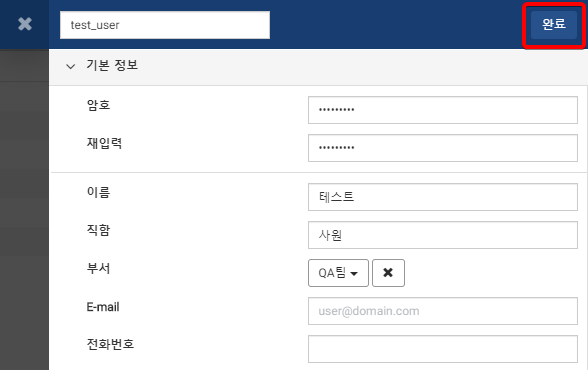 test_user 완료
기본 정보
암호 •••••••••
재입력 •••••••••
이름 테스트
직함 사원
부서 QA팀
E-mail user@domain.com
전화번호